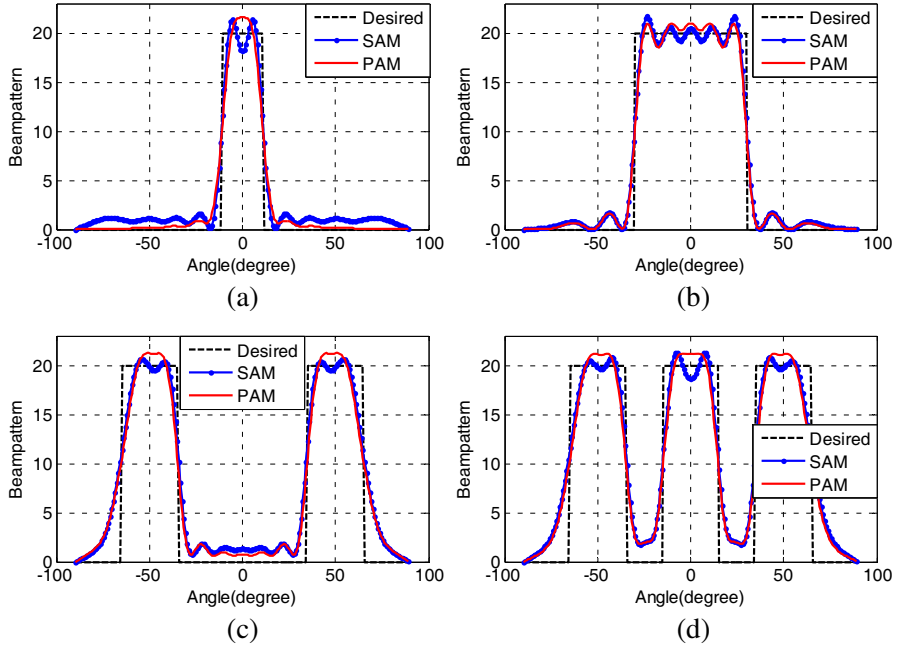 20
15
10
5
0
Beampattern
-100
-50
0
50
100
Angle(degree)
Desired
SAM
PAM
(a)
20
15
10
5
0
Beampattern
-100
-50
0
50
100
Angle(degree)
Desired
SAM
PAM
(b)
20
15
10
5
0
Beampattern
-100
-50
0
50
100
Angle(degree)
Desired
SAM
PAM
(c)
20
15
10
5
0
Beampattern
-100
-50
0
50
100
Angle(degree)
Desired
SAM
PAM
(d)